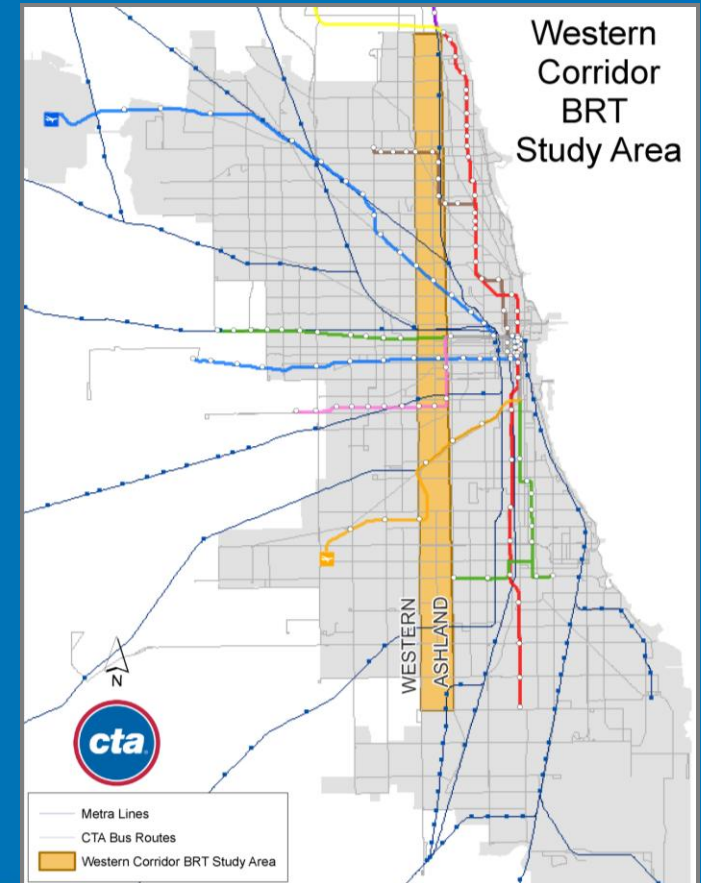 Western
Corridor
BRT
Study Area
WESTERN
ASHLAND
N
cta
Metra Lines
CTA Bus Routes
Western Corridor BRT Study Area